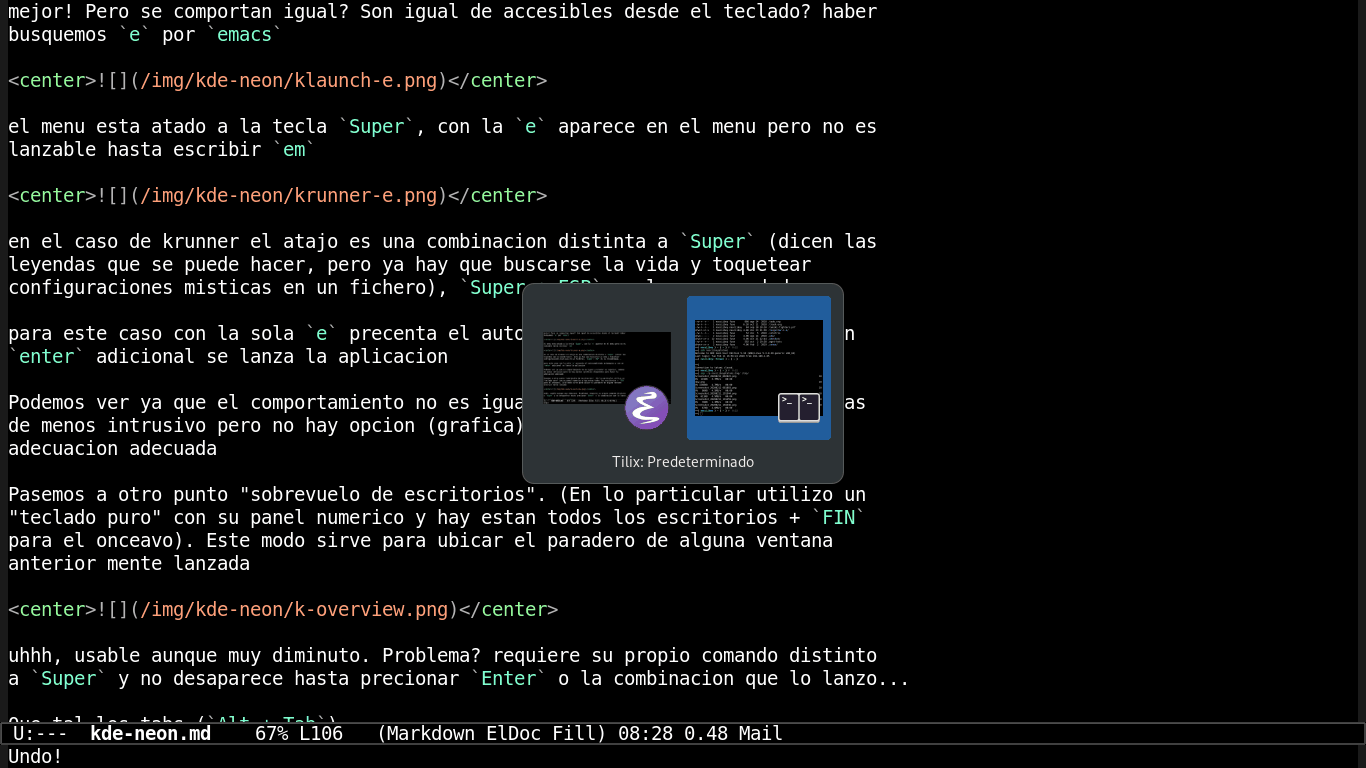 mejor! Pero se comportan igual? Son igual de accesibles desde el teclado? haber
busquemos `e` por `emacs`
<center>![](/img/kde-neon/klaunch-e.png)</center>
el menu esta atado a la tecla `Super`, con la `e` aparece en el menu pero no es
lanzable hasta escribir `em`
<center>![](/img/kde-neon/krunner-e.png)</center>
en el caso de krunner el atajo es una combinacion distinta a `Super` (dicen las
leyendas que se puede hacer, pero ya hay que buscarse la vida y toquetear
configuraciones misticas en un fichero), `Super + ESP`
para este caso con la sola `e` precenta el
`enter` adicional se lanza la aplicacion
Podemos ver ya que el comportamiento no es
de menos intrusivo pero no hay opcion (grafica)
adecuacion adecuada
Tilix: Predeterminado
Pasemos a otro punto "sobrevuelo de escritorios". (En lo particular utilizo un
"teclado puro" con su panel numerico y hay estan todos los escritorios + `FIN`
para el onceavo). Este modo sirve para ubicar el paradero de alguna ventana
anterior mente lanzada
<center>![](/img/kde-neon/k-overview.png)</center>
uhhh, usable aunque muy diminuto. Problema? requiere su propio comando distinto
a `Super` y no desaparece hasta precionar `Enter` o la combinacion que lo lanzo...
Que tal los tabs (`Alt + Tab`)
U:--- kde-neon.md 67% L106 (Markdown ElDoc Fill) 08:28 0.48 Mail
Undo!